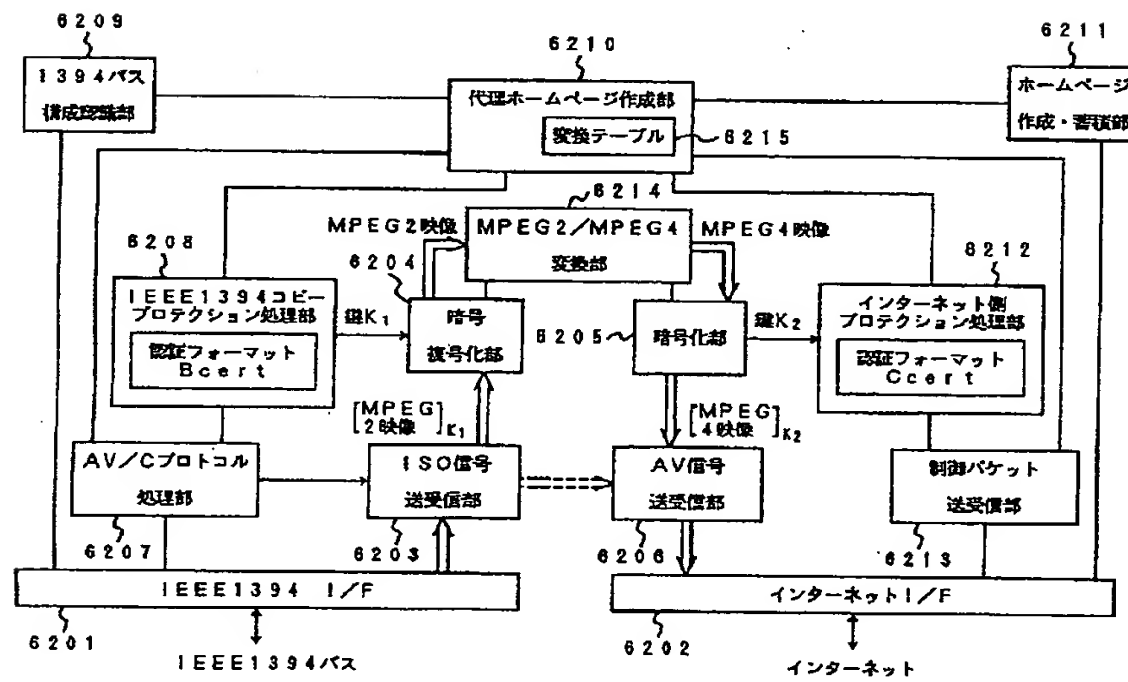 6209
1394バス
構成認識部
6210
代理ホームページ作成部
変換テーブル
6215
6211
ホームページ
作成・蓄積部
6214
MPEG2映像
MPEG2/MPEG4
変換部
MPEG4映像
6208
IEEE1394コピー
プロテクション処理部
認証フォーマット
Bcert
鍵K1
6204
暗号
復号化部
6205
暗号化部
鍵K2
6212
インターネット側
プロテクション処理部
認証フォーマット
Ccert
[MPEG
2映像]K1
[MPEG
4映像]K2
AV/Cプロトコル
処理部
6207
ISO信号
送受信部
6203
AV信号
送受信部
6206
制御パケット
送受信部
6213
IEEE1394 I/F
6201
IEEE1394バス
インターネットI/F
6202
インターネット